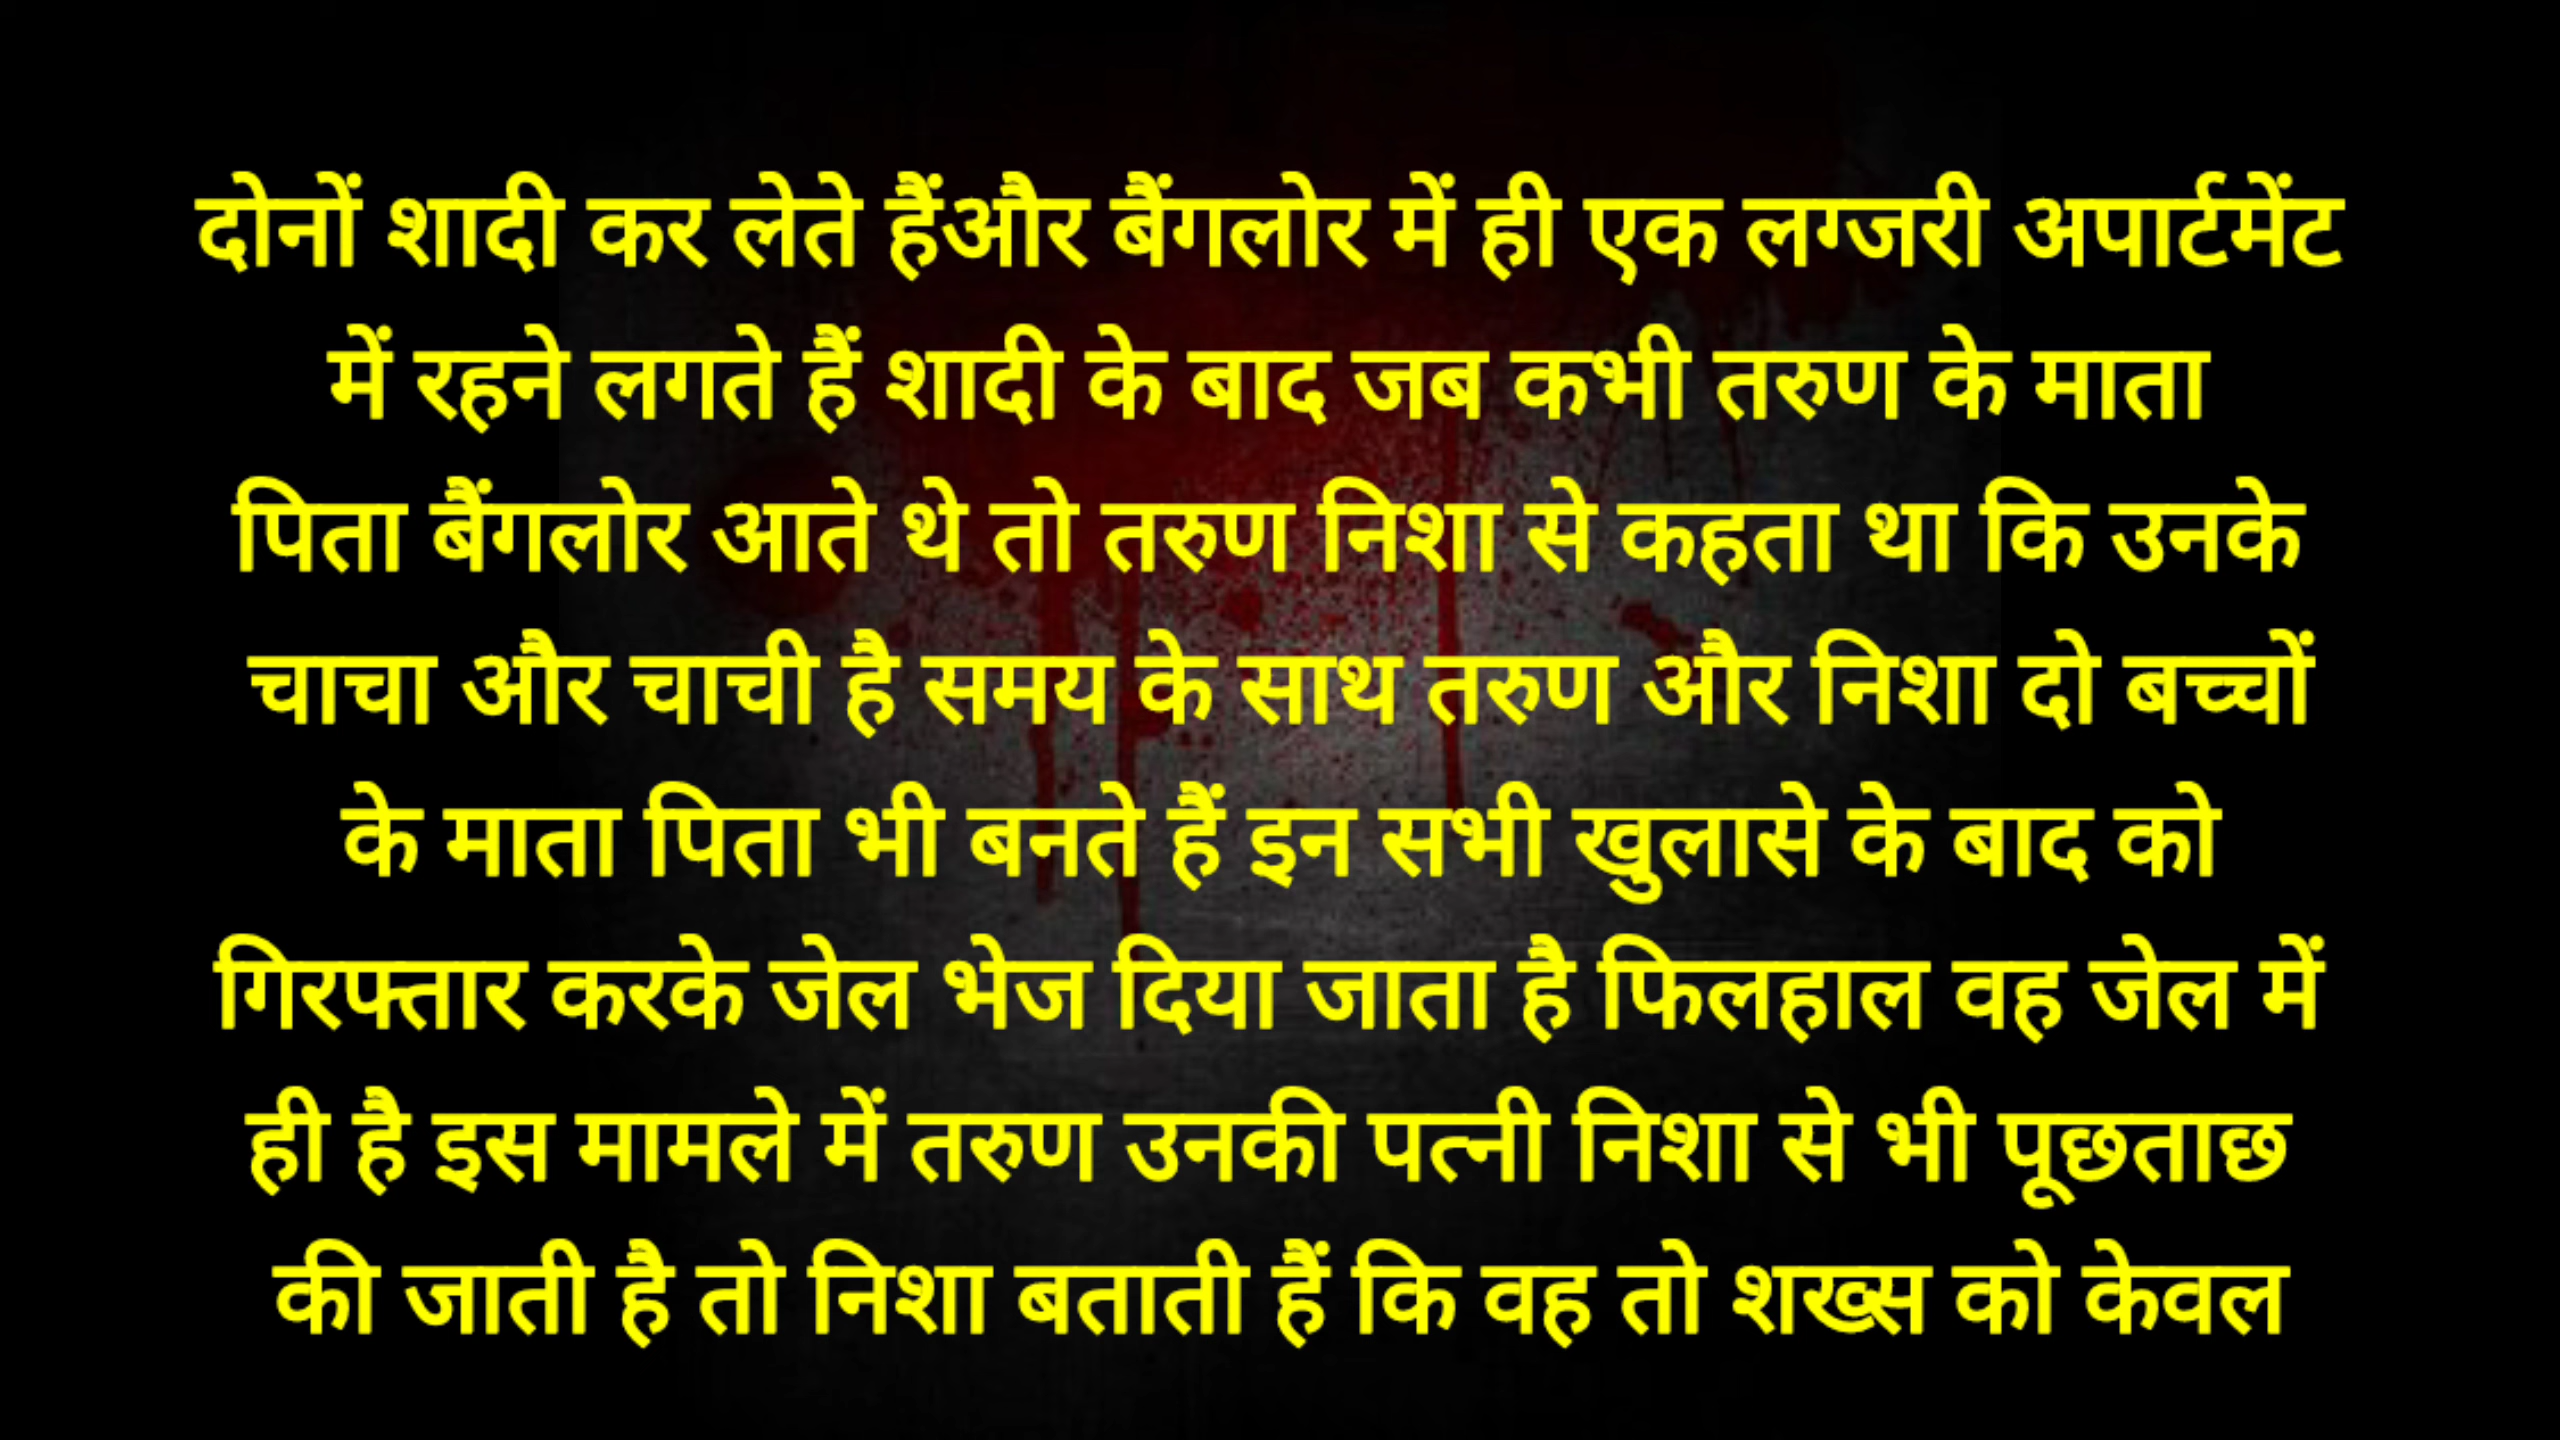 दोनों शादी कर लेते हैंऔर बैंगलोर में ही एक लग्जरी अपार्टमेंट
में रहने लगते हैं शादी के बाद जब कभी तरुण के माता
पिता बैंगलोर आते थे तो तरुण निशा से कहता था कि उनके
चाचा और चाची है समय के साथ तरुण और निशा दो बच्चों
के माता पिता भी बनते हैं इन सभी खुलासे के बाद को
गिरफ्तार करके जेल भेज दिया जाता है फिलहाल वह जेल में
ही है इस मामले में तरुण उनकी पत्नी निशा से भी पूछताछ
की जाती है तो निशा बताती हैं कि वह तो शख्स को केवल